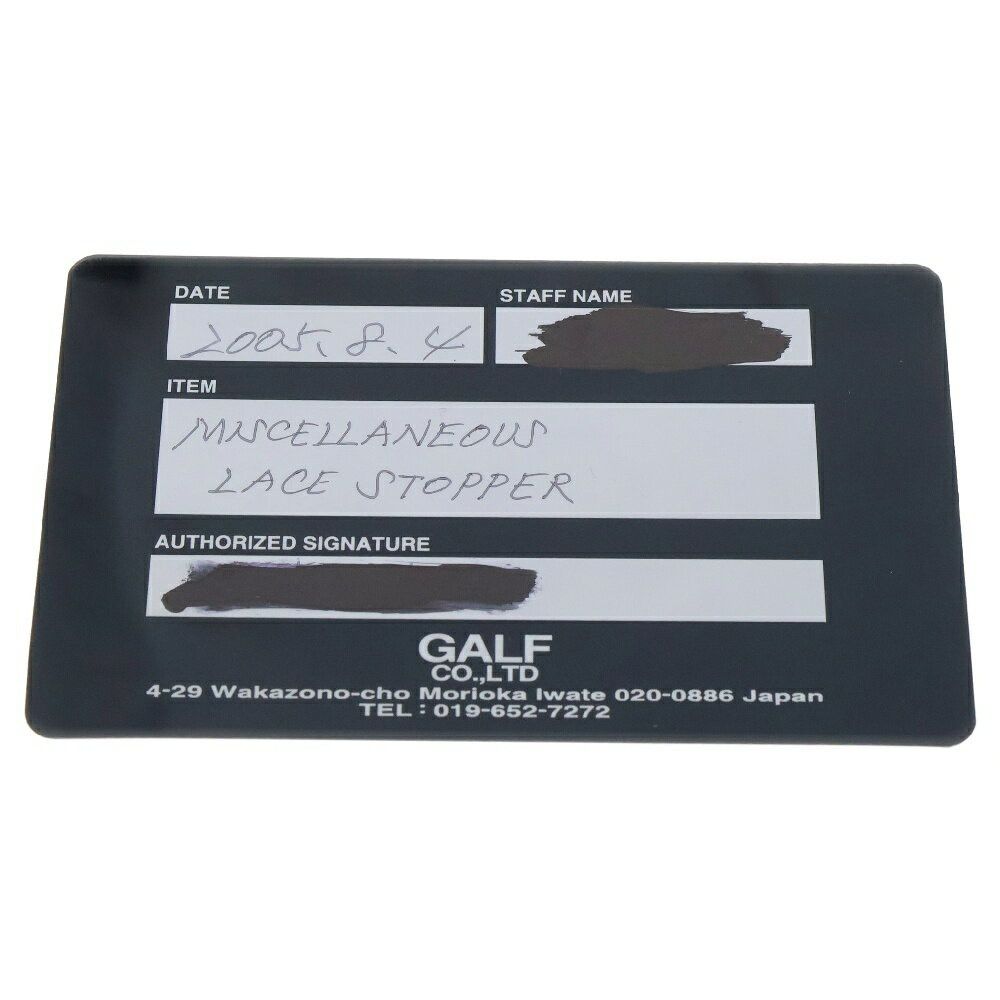 DATE
2005.8.4
STAFF NAME
ITEM
MISCELLANEOUS
LACE STOPPER
AUTHORIZED SIGNATURE
GALF
CO.,LTD
4-29 Wakazono-cho Morioka Iwate 020-0886 Japan
TEL : 019-652-7272